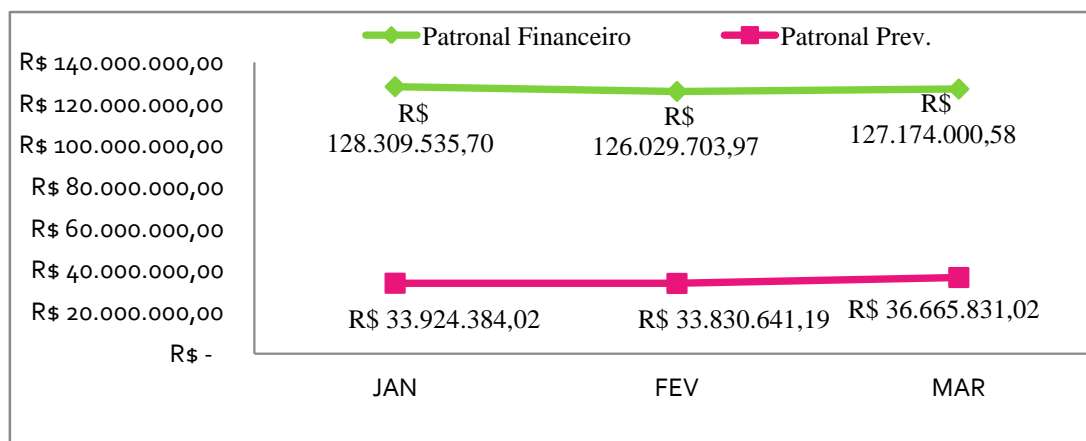 Patronal Financeiro
Patronal Prev.
R$ 140.000.000,00
R$ 120.000.000,00
R$ 100.000.000,00
R$ 80.000.000,00
R$ 60.000.000,00
R$ 40.000.000,00
R$ 20.000.000,00
R$ -
R$
128.309.535,70
R$
126.029.703,97
R$
127.174.000,58
R$ 33.924.384,02
R$ 33.830.641,19
R$ 36.665.831,02
JAN
FEV
MAR